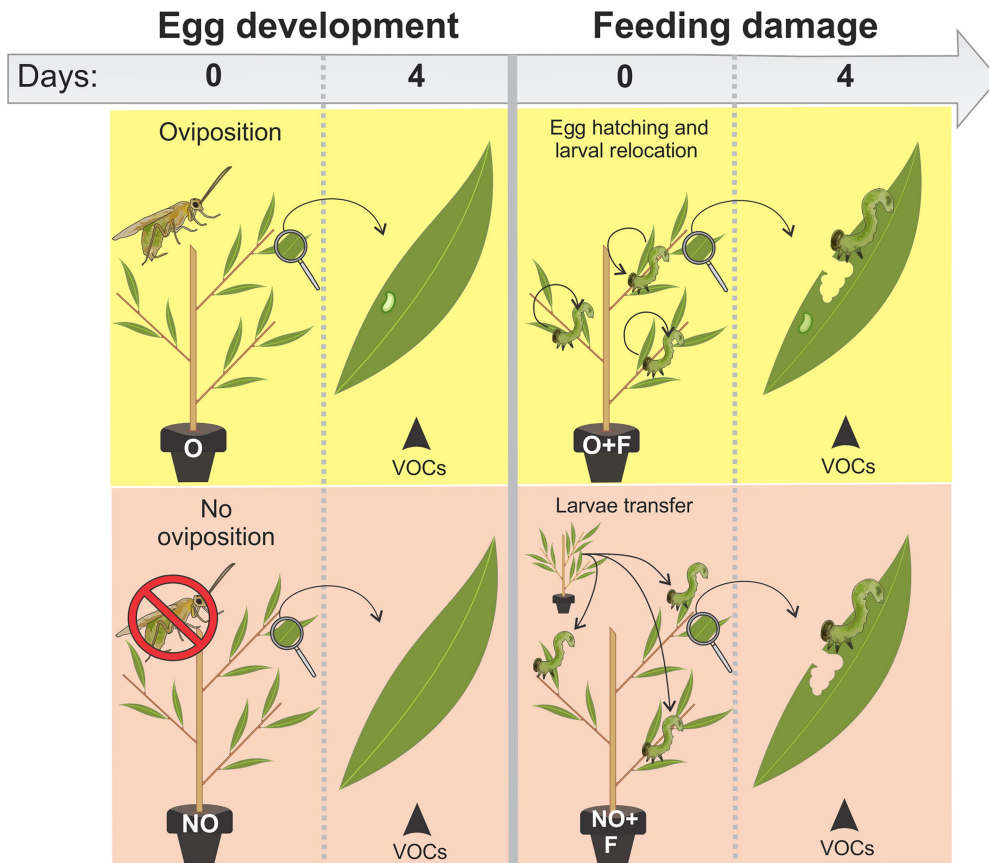 Egg development
Feeding damage
Days:
0
4
0
4
Oviposition
Egg hatching and
larval relocation
O
VOCs
O+F
VOCs
No
oviposition
Larvae transfer
NO
VOCs
NO+
F
VOCs